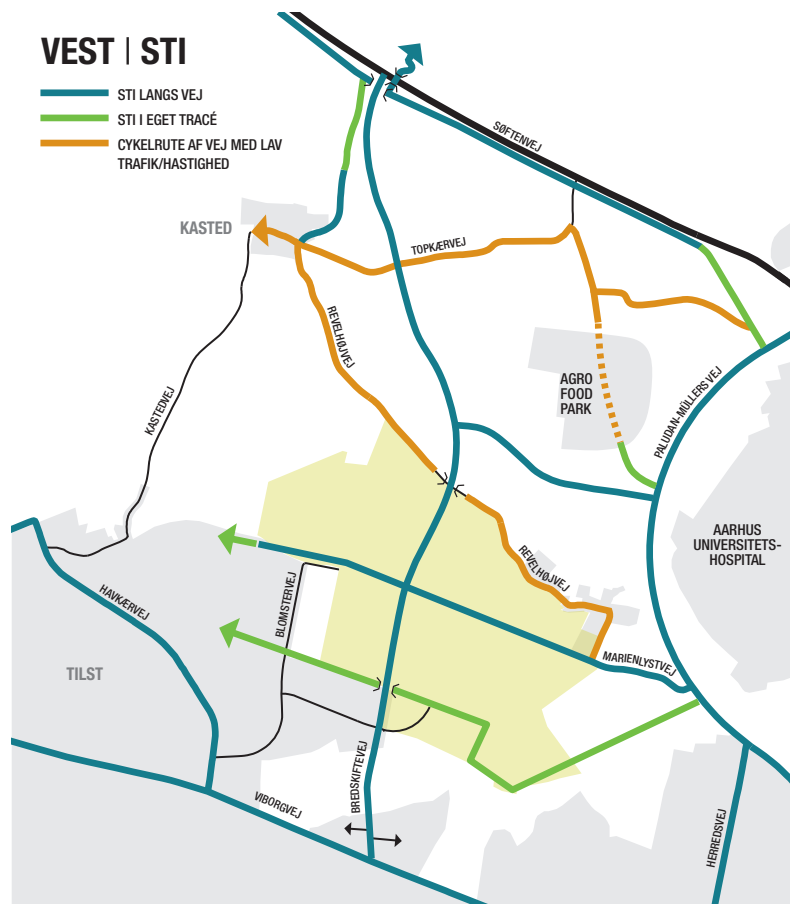 VEST | STI
STI LANGS VEJ
STI I EGET TRACÉ
CYKELRUTE AF VEJ MED LAV
TRAFIK/HASTIGHED
SØFTENVEJ
KASTED
TOPKÆRVEJ
REVELHØJVEJ
AGRO
FOOD
PARK
PALUDAN-MÜLLERS VEJ
KASTEDVEJ
AARHUS
UNIVERSITETS-
HOSPITAL
REVELHØJVEJ
HAVKÆRVEJ
BLOMSTERVEJ
MARIENLYSTVEJ
TILST
BREDSKIFTEVEJ
VIBORGVEJ
HERREDSVEJ